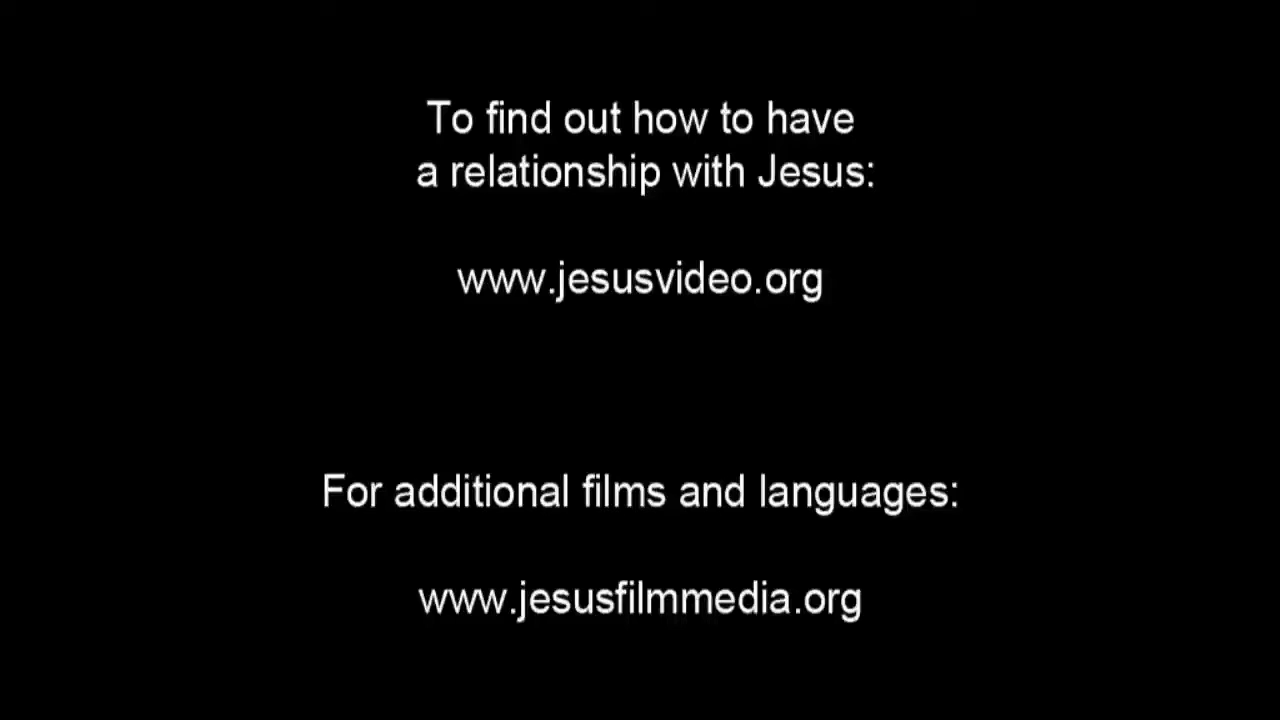 To find out how to have
a relationship with Jesus:
www.jesusvideo.org
For additional films and languages:
www.jesusfilmmedia.org